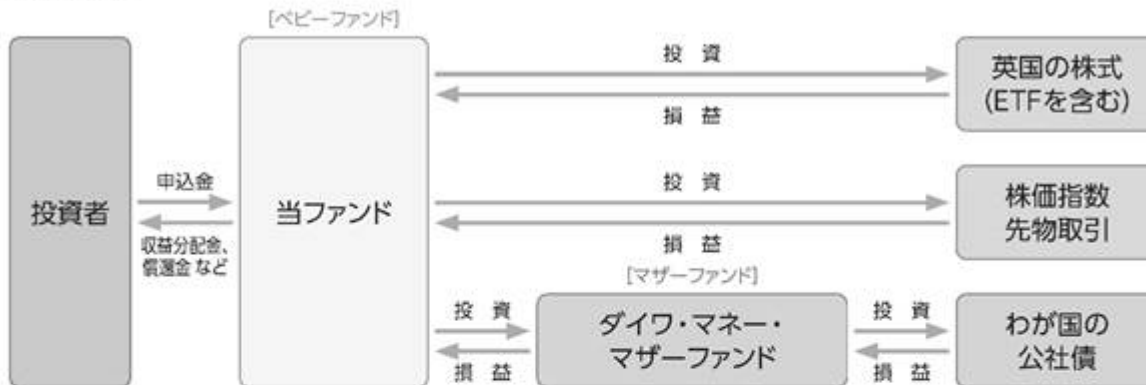 [ベビーファンド]
投資者
申込金
収益分配金、
償還金 など
当ファンド
投 資
損 益
英国の株式
(ETFを含む)
投 資
損 益
株価指数
先物取引
[マザーファンド]
投 資
損 益
ダイワ・マネー・
マザーファンド
投 資
損 益
わが国の
公社債